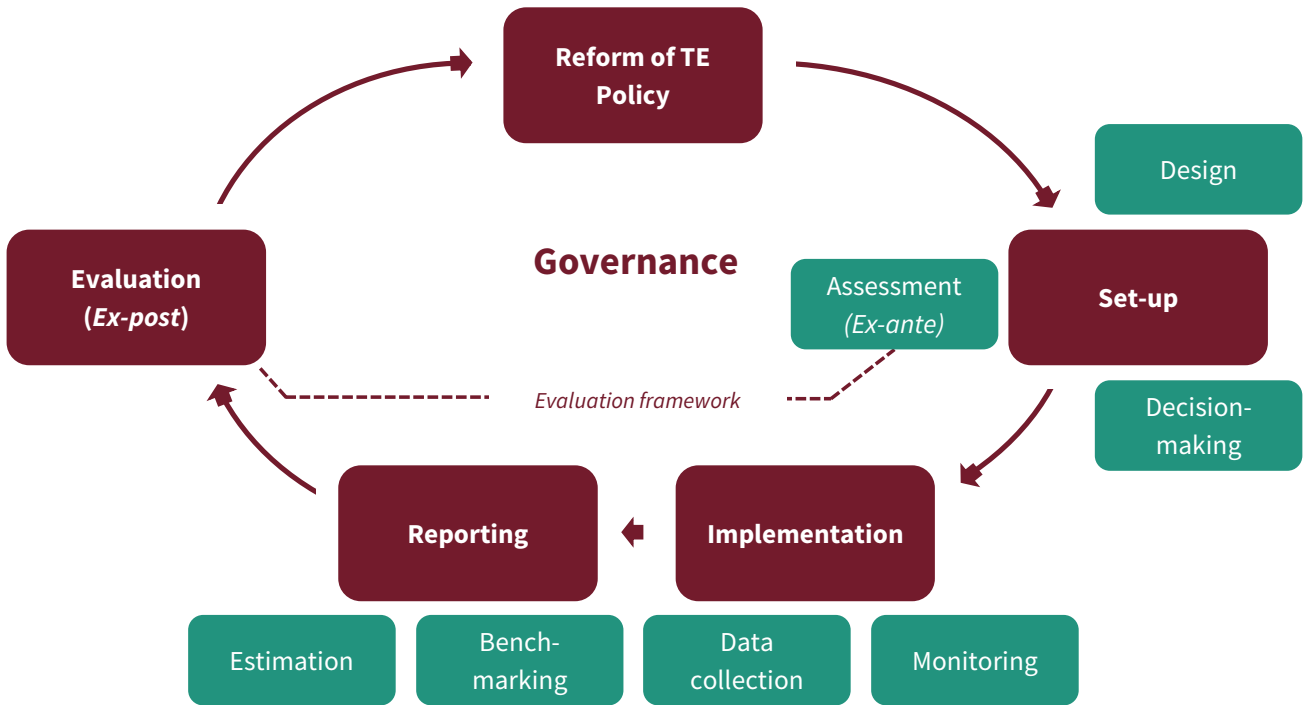 Reform of TE
Policy
Design
Evaluation
(Ex-post)
Governance
Assessment
(Ex-ante)
Set-up
Evaluation framework
Decision-
making
Reporting
Implementation
Estimation
Bench-
marking
Data
collection
Monitoring